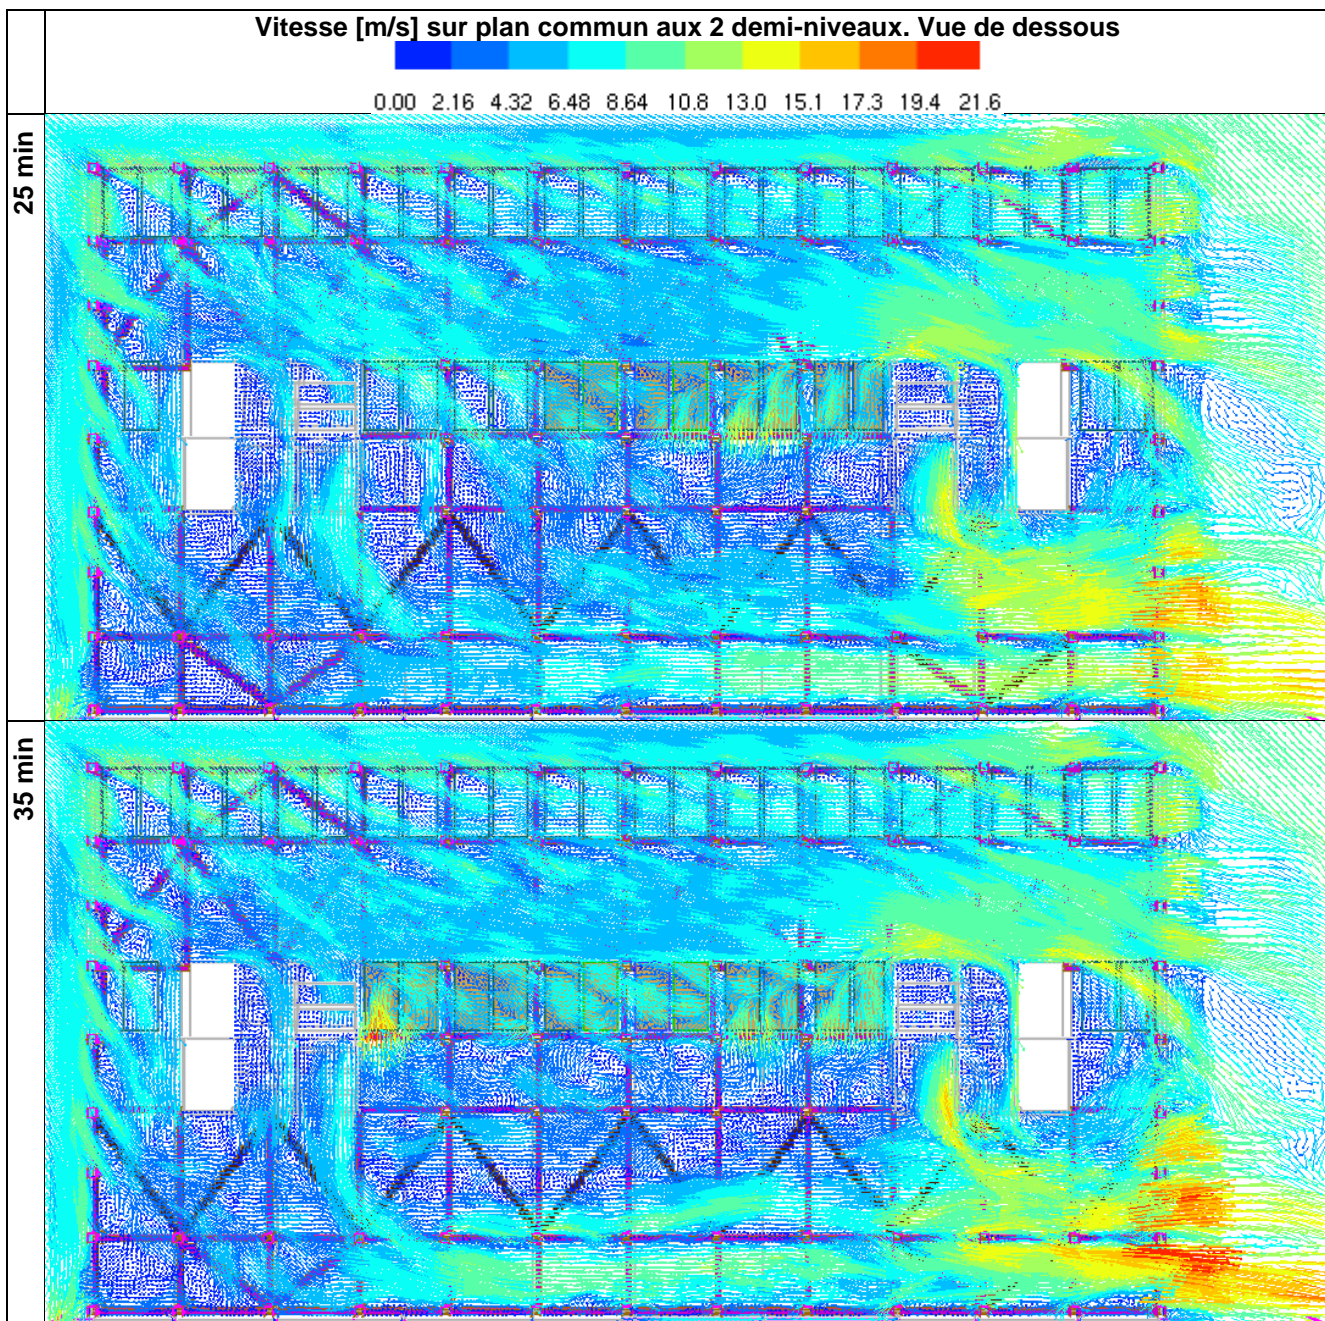 Vitesse [m/s] sur plan commun aux 2 demi-niveaux. Vue de dessous
0.00 2.16 4.32 6.48 8.64 10.8 13.0 15.1 17.3 19.4 21.6
25 min
35 min